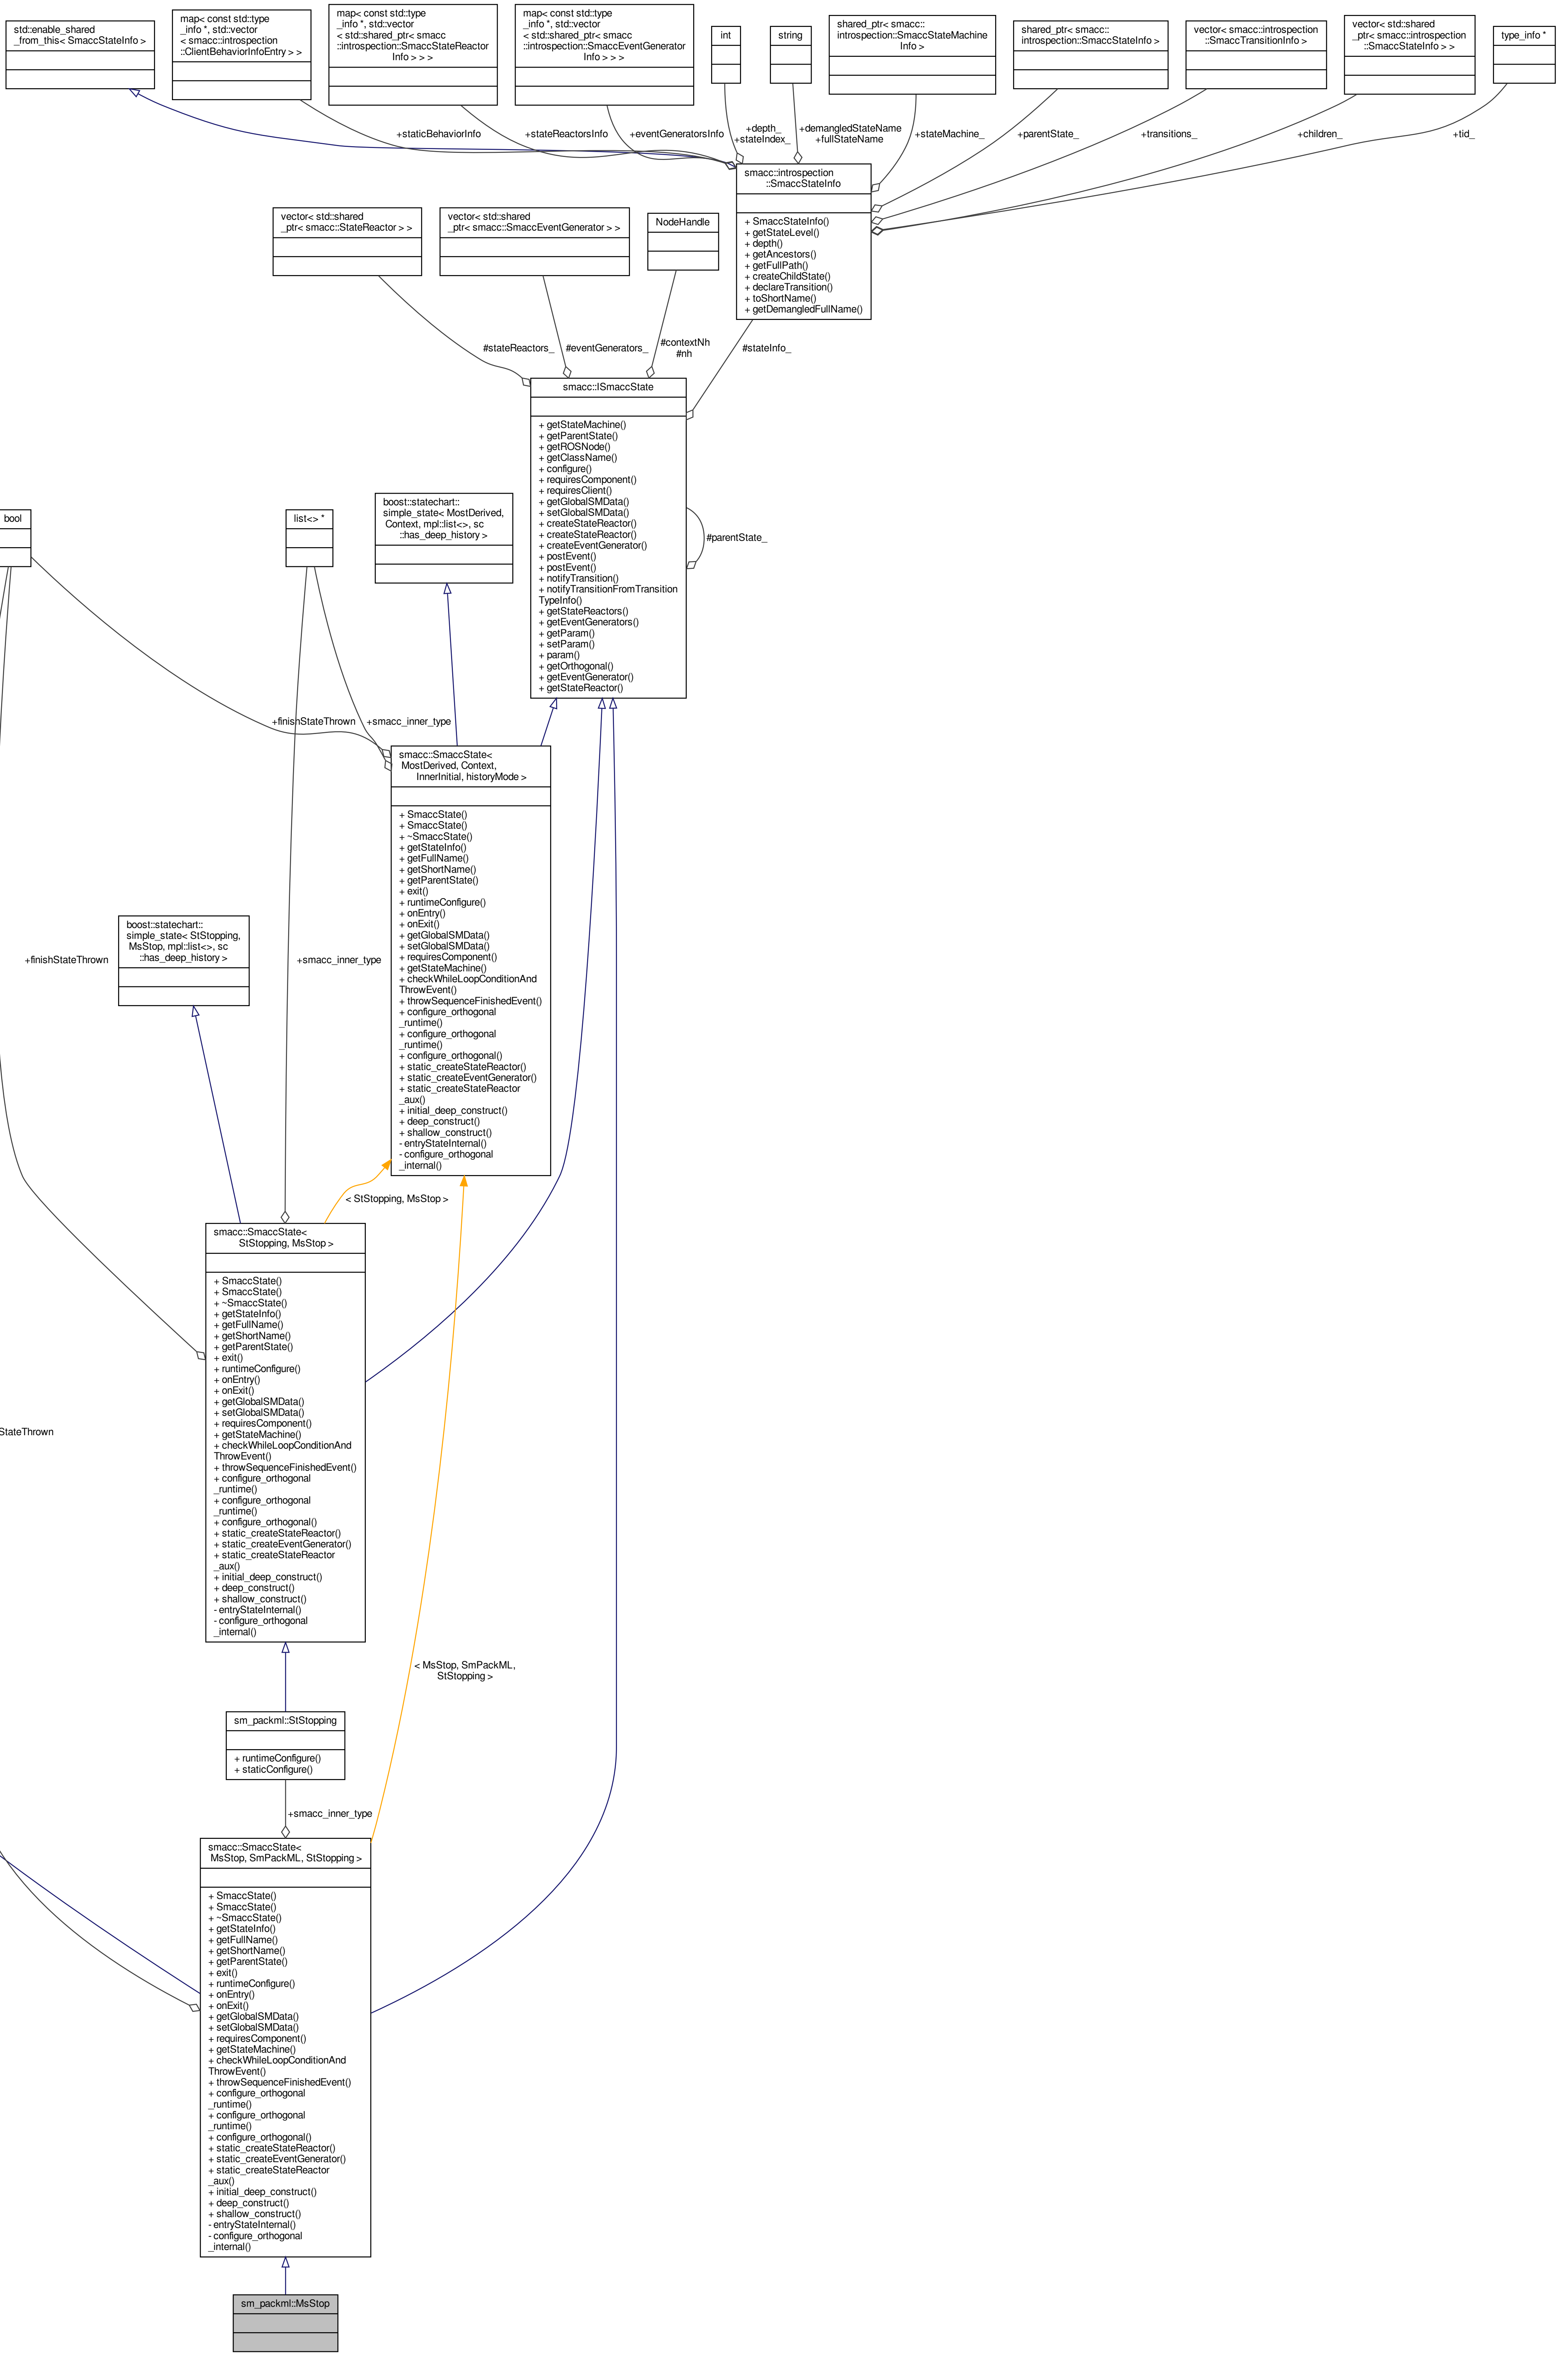 std::enable_shared
_from_this< SmaccStateInfo >
map< const std::type
_info *, std::vector
< smacc::introspection
::ClientBehaviorInfoEntry > >
map< const std::type
_info *, std::vector
< std::shared_ptr< smacc
::introspection::SmaccStateReactor
Info > > >
map< const std::type
_info *, std::vector
< std::shared_ptr< smacc
::introspection::SmaccEventGenerator
Info > > >
int
string
shared_ptr< smacc::
introspection::SmaccStateMachine
Info >
shared_ptr< smacc::
introspection::SmaccStateInfo >
vector< smacc::introspection
::SmaccTransitionInfo >
vector< std::shared
_ptr< smacc::introspection
::SmaccStateInfo > >
type_info *
+staticBehaviorInfo
+stateReactorsInfo
+eventGeneratorsInfo
+depth_
+stateIndex_
+demangledStateName
+fullStateName
+stateMachine_
+parentState_
+transitions_
+children_
+tid_
smacc::introspection
::SmaccStateInfo
+ SmaccStateInfo()
+ getStateLevel()
+ depth()
+ getAncestors()
+ getFullPath()
+ createChildState()
+ declareTransition()
+ toShortName()
+ getDemangledFullName()
vector< std::shared
_ptr< smacc::StateReactor > >
vector< std::shared
_ptr< smacc::SmaccEventGenerator > >
NodeHandle
#stateReactors_
#eventGenerators_
#contextNh
#nh
#stateInfo_
smacc::ISmaccState
+ getStateMachine()
+ getParentState()
+ getROSNode()
+ getClassName()
+ configure()
+ requiresComponent()
+ requiresClient()
+ getGlobalSMData()
+ setGlobalSMData()
+ createStateReactor()
+ createStateReactor()
+ createEventGenerator()
+ postEvent()
+ postEvent()
+ notifyTransition()
+ notifyTransitionFromTransition
TypeInfo()
+ getStateReactors()
+ getEventGenerators()
+ getParam()
+ setParam()
+ param()
+ getOrthogonal()
+ getEventGenerator()
+ getStateReactor()
#parentState_
bool
list<> *
boost::statechart::
simple_state< MostDerived,
Context, mpl::list<>, sc
::has_deep_history >
+finishStateThrown
+smacc_inner_type
smacc::SmaccState<
MostDerived, Context,
InnerInitial, historyMode >
+ SmaccState()
+ SmaccState()
+ ~SmaccState()
+ getStateInfo()
+ getFullName()
+ getShortName()
+ getParentState()
+ exit()
+ runtimeConfigure()
+ onEntry()
+ onExit()
+ getGlobalSMData()
+ setGlobalSMData()
+ requiresComponent()
+ getStateMachine()
+ checkWhileLoopConditionAnd
ThrowEvent()
+ throwSequenceFinishedEvent()
+ configure_orthogonal
_runtime()
+ configure_orthogonal
_runtime()
+ configure_orthogonal()
+ static_createStateReactor()
+ static_createEventGenerator()
+ static_createStateReactor
_aux()
+ initial_deep_construct()
+ deep_construct()
+ shallow_construct()
- entryStateInternal()
- configure_orthogonal
_internal()
boost::statechart::
simple_state< StStopping,
MsStop, mpl::list<>, sc
::has_deep_history >
+finishStateThrown
+smacc_inner_type
< StStopping, MsStop >
smacc::SmaccState<
StStopping, MsStop >
+ SmaccState()
+ SmaccState()
+ ~SmaccState()
+ getStateInfo()
+ getFullName()
+ getShortName()
+ getParentState()
+ exit()
+ runtimeConfigure()
+ onEntry()
+ onExit()
+ getGlobalSMData()
+ setGlobalSMData()
+ requiresComponent()
+ getStateMachine()
+ checkWhileLoopConditionAnd
ThrowEvent()
+ throwSequenceFinishedEvent()
+ configure_orthogonal
_runtime()
+ configure_orthogonal
_runtime()
+ configure_orthogonal()
+ static_createStateReactor()
+ static_createEventGenerator()
+ static_createStateReactor
_aux()
+ initial_deep_construct()
+ deep_construct()
+ shallow_construct()
- entryStateInternal()
- configure_orthogonal
_internal()
StateThrown
< MsStop, SmPackML,
StStopping >
sm_packml::StStopping
+ runtimeConfigure()
+ staticConfigure()
+smacc_inner_type
smacc::SmaccState<
MsStop, SmPackML, StStopping >
+ SmaccState()
+ SmaccState()
+ ~SmaccState()
+ getStateInfo()
+ getFullName()
+ getShortName()
+ getParentState()
+ exit()
+ runtimeConfigure()
+ onEntry()
+ onExit()
+ getGlobalSMData()
+ setGlobalSMData()
+ requiresComponent()
+ getStateMachine()
+ checkWhileLoopConditionAnd
ThrowEvent()
+ throwSequenceFinishedEvent()
+ configure_orthogonal
_runtime()
+ configure_orthogonal
_runtime()
+ configure_orthogonal()
+ static_createStateReactor()
+ static_createEventGenerator()
+ static_createStateReactor
_aux()
+ initial_deep_construct()
+ deep_construct()
+ shallow_construct()
- entryStateInternal()
- configure_orthogonal
_internal()
sm_packml::MsStop